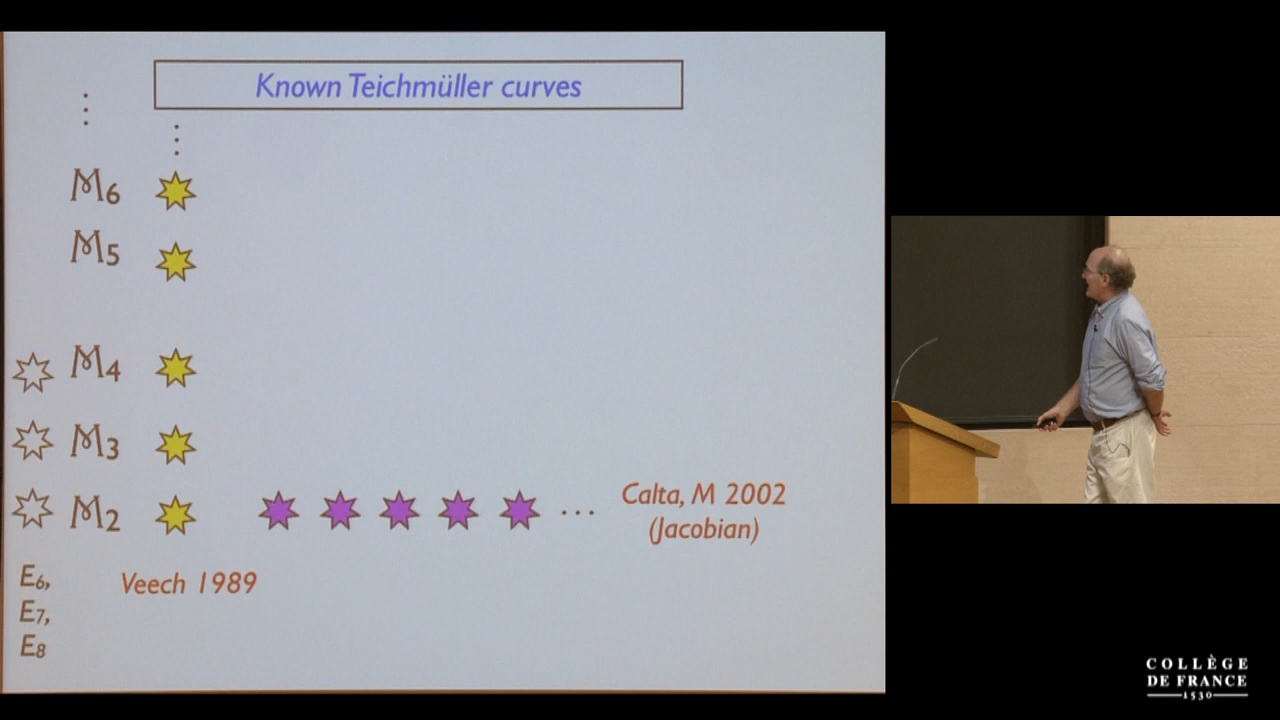 Known Teichmüller curves
⋮
⋮
M6
M5
M4
M3
M2
... Calta, M 2002
(Jacobian)
E6,
E7,
E8
Veech 1989
COLLÈGE
DE FRANCE
1530